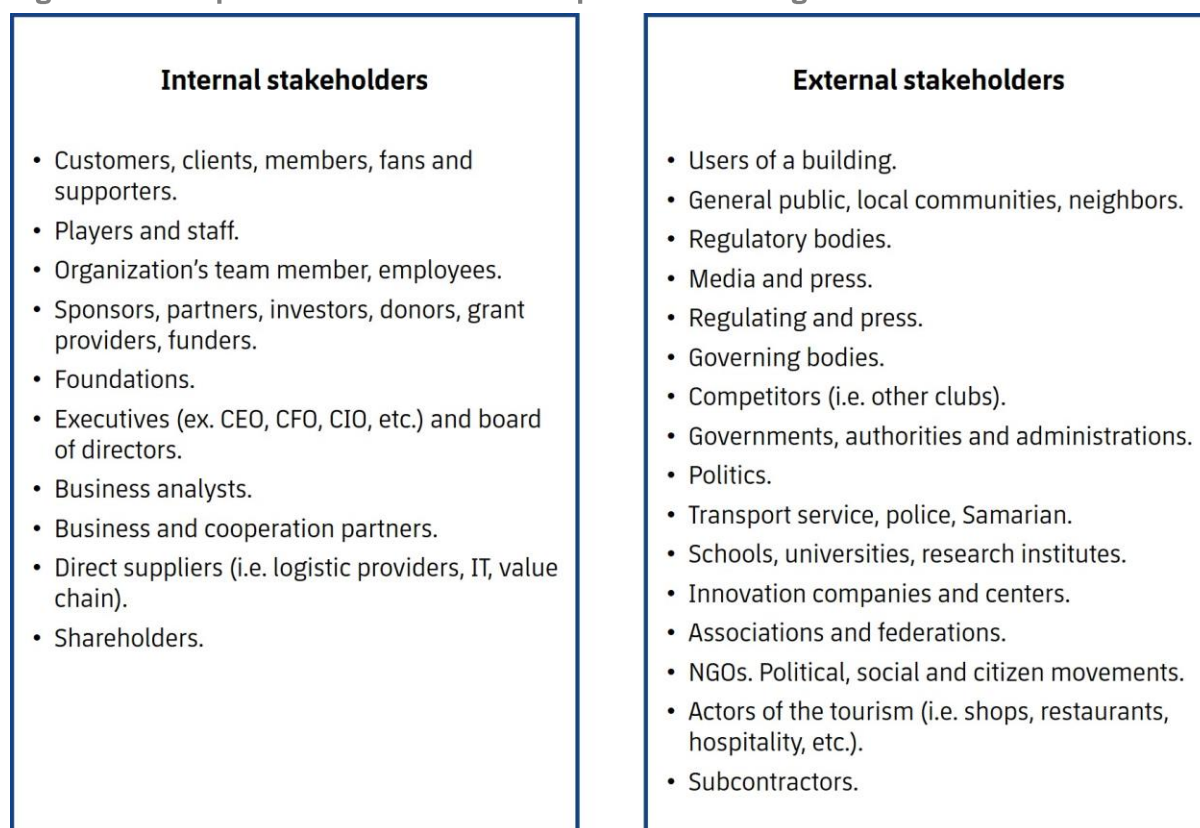 Internal stakeholders
• Customers, clients, members, fans and
supporters.
• Players and staff.
• Organization’s team member, employees.
• Sponsors, partners, investors, donors, grant
providers, funders.
• Foundations.
• Executives (ex. CEO, CFO, CIO, etc.) and board
of directors.
• Business analysts.
• Business and cooperation partners.
• Direct suppliers (i.e. logistic providers, IT, value
chain).
• Shareholders.
External stakeholders
• Users of a building.
• General public, local communities, neighbors.
• Regulatory bodies.
• Media and press.
• Regulating and press.
• Governing bodies.
• Competitors (i.e. other clubs).
• Governments, authorities and administrations.
• Politics.
• Transport service, police, Samarian.
• Schools, universities, research institutes.
• Innovation companies and centers.
• Associations and federations.
• NGOs. Political, social and citizen movements.
• Actors of the tourism (i.e. shops, restaurants,
hospitality, etc.).
• Subcontractors.